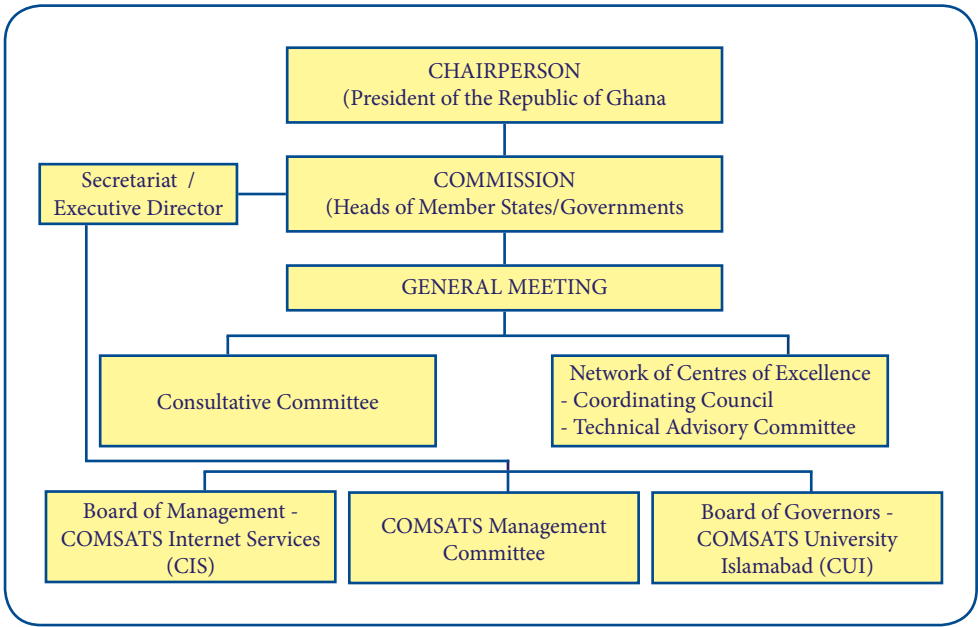 CHAIRPERSON
(President of the Republic of Ghana
Secretariat /
Executive Director
COMMISSION
(Heads of Member States/Governments
GENERAL MEETING
Consultative Committee
Network of Centres of Excellence
- Coordinating Council
- Technical Advisory Committee
Board of Management -
COMSATS Internet Services
(CIS)
COMSATS Management
Committee
Board of Governors -
COMSATS University
Islamabad (CUI)